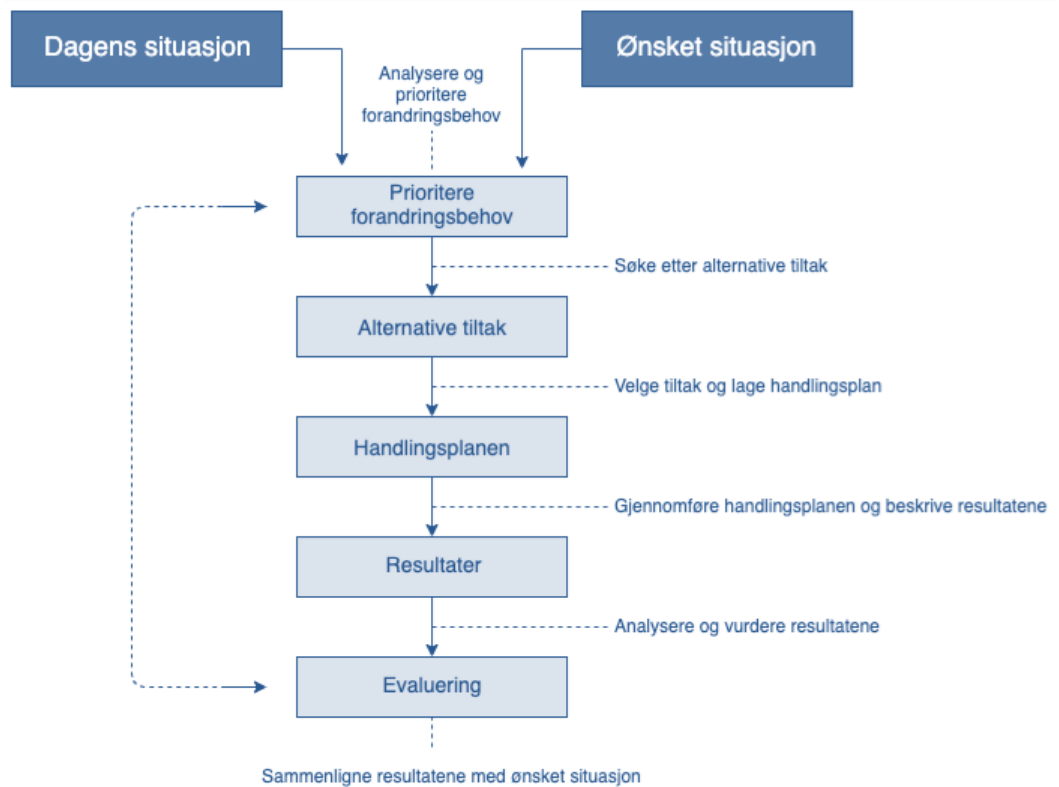 Dagens situasjon
Ønsket situasjon
Analysere og
prioritere
forandringsbehov
Prioritere
forandringsbehov
Søke etter alternative tiltak
Alternative tiltak
Velge tiltak og lage handlingsplan
Handlingsplanen
Gjennomføre handlingsplanen og beskrive resultatene
Resultater
Analysere og vurdere resultatene
Evaluering
Sammenligne resultatene med ønsket situasjon